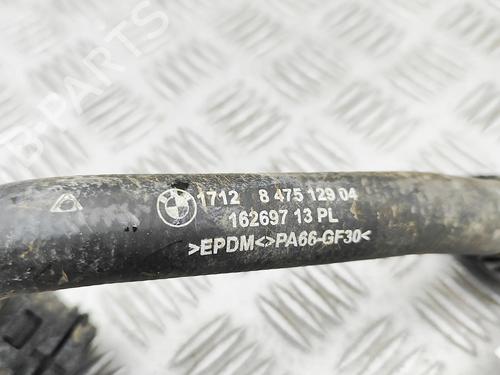 B-PARTS
1712 8 475 129 04
162697 13 PL
>EPDM<>PA66-GF30<